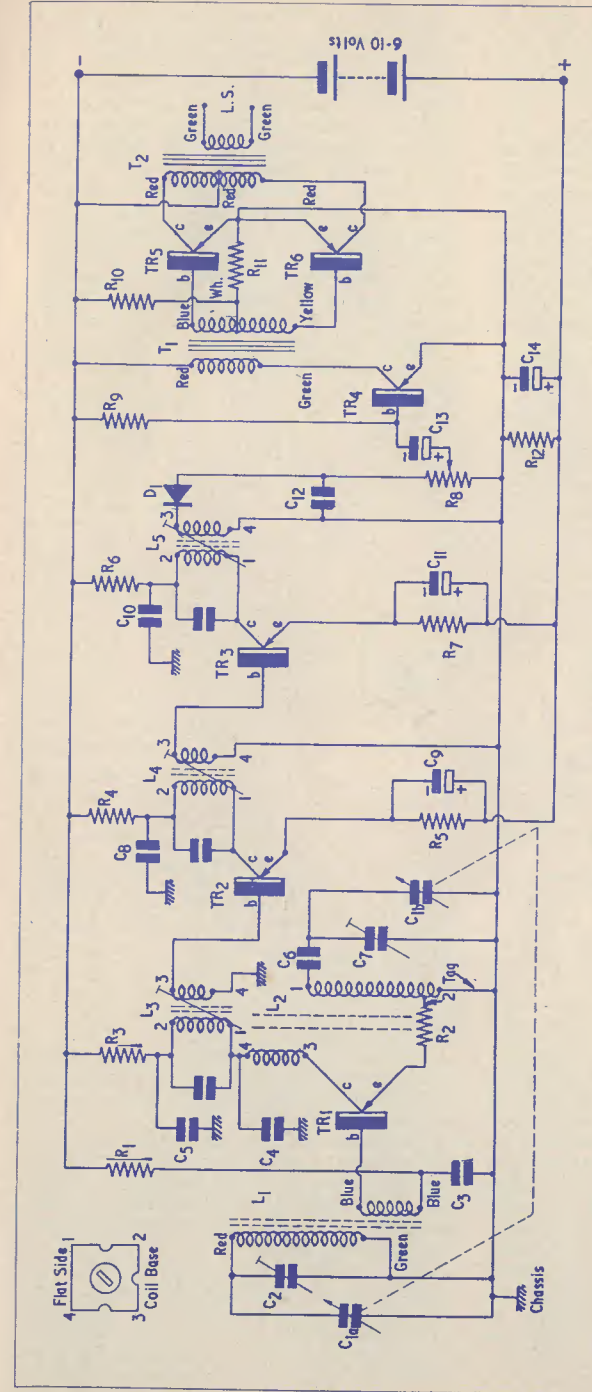 4 Flat Side 1
3 Coil Base 2
R1
R3
R4
R6
R9
R10
C5
C4
2 1
3 4
L3
4 3
C8
2 1
L4
3 4
C10
2 1
L5
3 4
D1
Red
T1
Green
Blue
Wh.
Yellow
R11
TR5
b c e
TR6
b e c
T2
Red
Red
Red
Green
L.S.
Green
-
6-10 Volts
+
L1
Red
Green
Blue
Blue
C2
C1a
C3
TR1
b c e
L2
1
2
R2
Tag
C6
C7
C1b
TR2
b c e
R5
C9
-
+
TR3
b c e
R7
C11
-
+
C12
R8
C13
-
+
TR4
b c e
R12
C14
-
+
Chassis